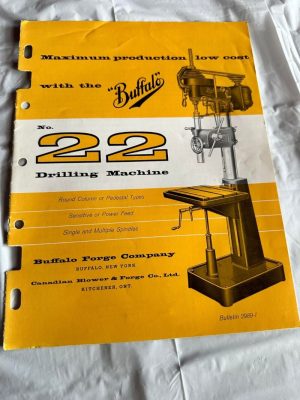 Maximum production low cost
with the "Buffalo"
No.
22
Drilling Machine
Round Column or Pedestal Types
Sensitive or Power Feed
Single and Multiple Spindles
Buffalo Forge Company
BUFFALO, NEW YORK
Canadian Blower & Forge Co., Ltd.
KITCHENER, ONT.
Bulletin 2989-I